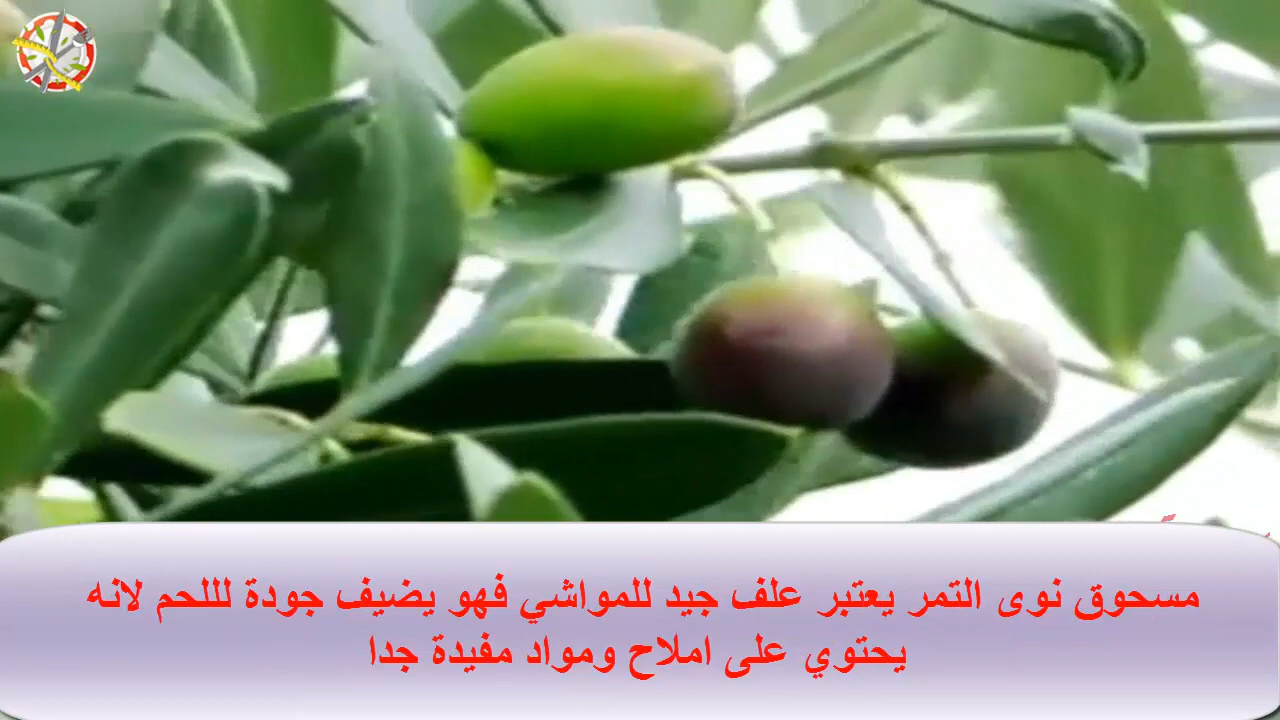 مسحوق نوى التمر يعتبر علف جيد للمواشي فهو يضيف جودة لللحم لانه
يحتوي على املاح ومواد مفيدة جدا